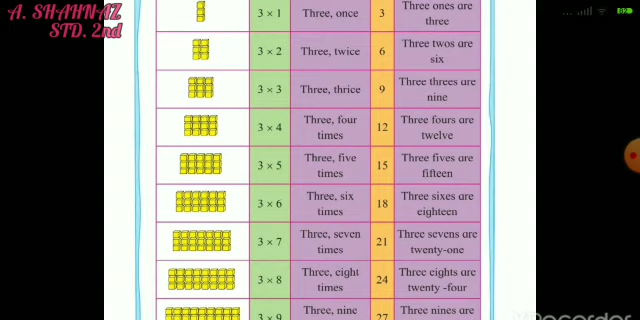 A. SHAHNAZ
STD. 2nd
82
3 × 1 Three, once 3 Three ones are
three
3 × 2 Three, twice 6 Three twos are
six
3 × 3 Three, thrice 9 Three threes are
nine
3 × 4 Three, four
times 12 Three fours are
twelve
3 × 5 Three, five
times 15 Three fives are
fifteen
3 × 6 Three, six
times 18 Three sixes are
eighteen
3 × 7 Three, seven
times 21 Three sevens are
twenty-one
3 × 8 Three, eight
times 24 Three eights are
twenty -four
3 × 9 Three, nine 27 Three nines are
XRecorder